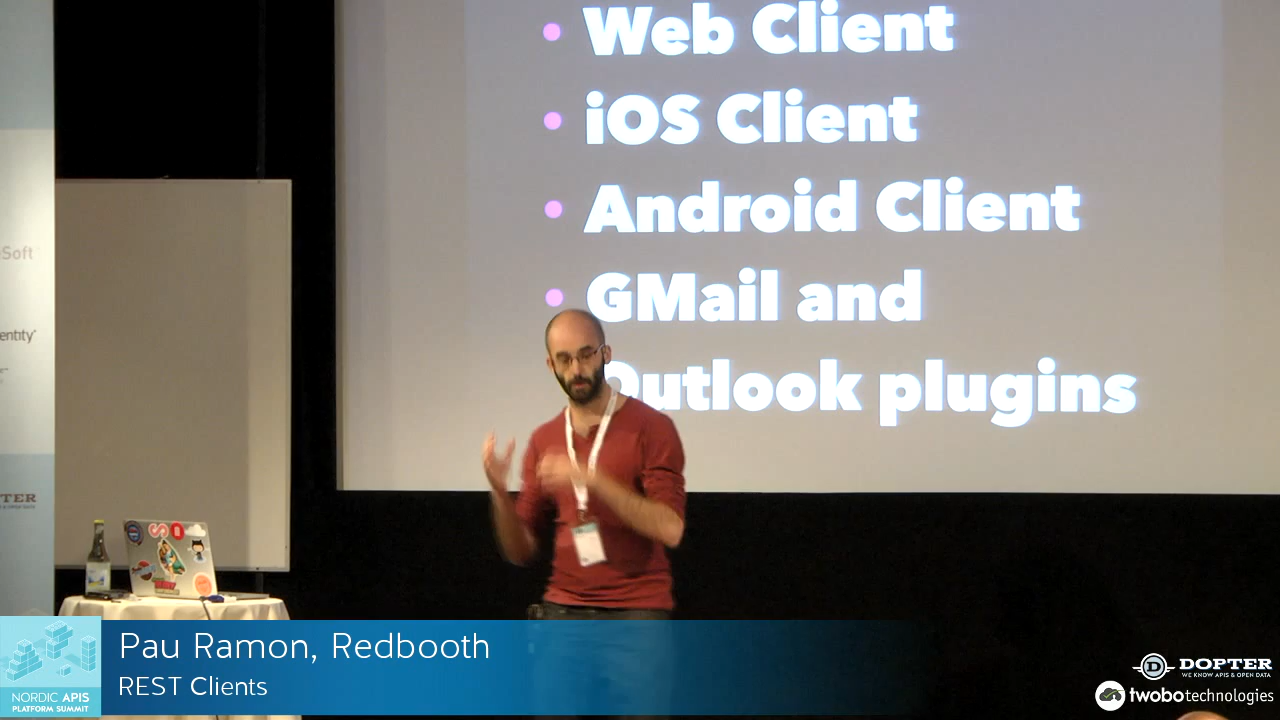 Web Client
iOS Client
Android Client
GMail and
Outlook plugins
Soft
entity
TER
Pau Ramon, Redbooth
REST Clients
NORDIC APIS
PLATFORM SUMMIT
DOPTER
WE KNOW APIS & OPEN DATA
twobotechnologies